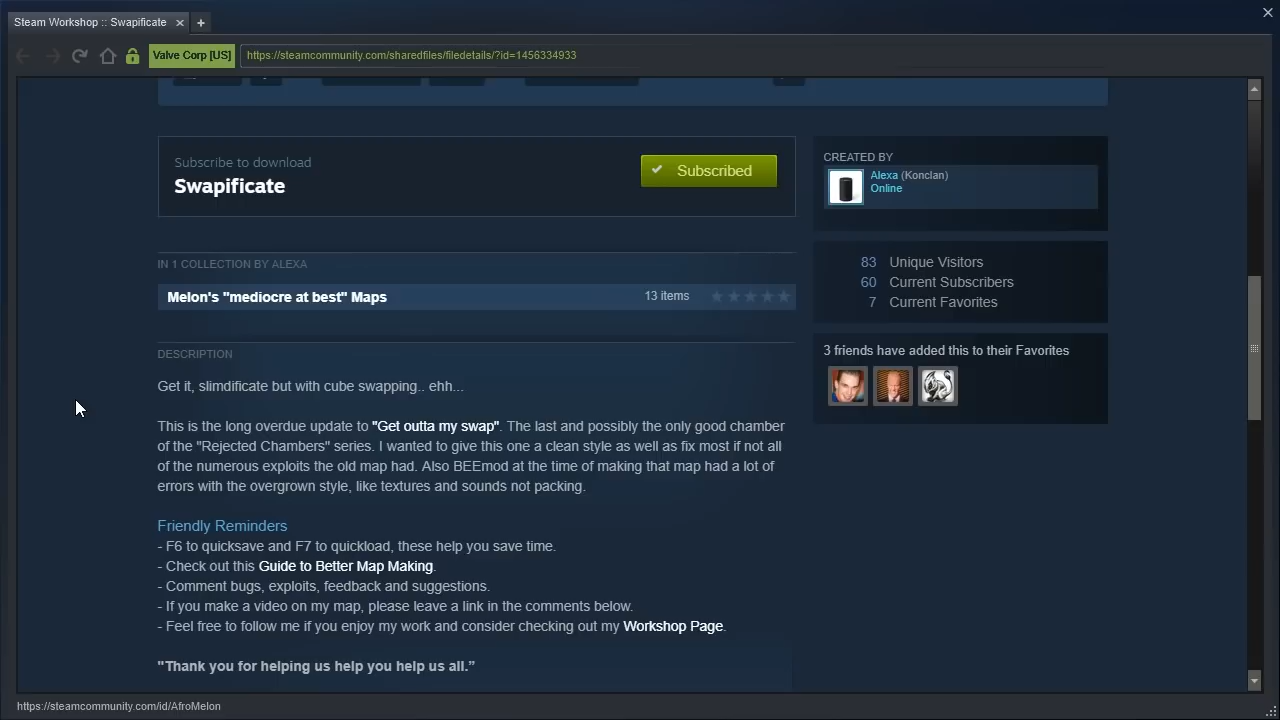 Steam Workshop :: Swapificate
Valve Corp [US] https://steamcommunity.com/sharedfiles/filedetails/?id=1456334933
Subscribe to download
Swapificate
Subscribed
CREATED BY
Alexa (Konclan)
Online
83 Unique Visitors
60 Current Subscribers
7 Current Favorites
3 friends have added this to their Favorites
IN 1 COLLECTION BY ALEXA
Melon's "mediocre at best" Maps 13 items
DESCRIPTION
Get it, slimdificate but with cube swapping.. ehh...
This is the long overdue update to "Get outta my swap". The last and possibly the only good chamber
of the "Rejected Chambers" series. I wanted to give this one a clean style as well as fix most if not all
of the numerous exploits the old map had. Also BEEmod at the time of making that map had a lot of
errors with the overgrown style, like textures and sounds not packing.
Friendly Reminders
- F6 to quicksave and F7 to quickload, these help you save time.
- Check out this Guide to Better Map Making.
- Comment bugs, exploits, feedback and suggestions.
- If you make a video on my map, please leave a link in the comments below.
- Feel free to follow me if you enjoy my work and consider checking out my Workshop Page.
"Thank you for helping us help you help us all."
https://steamcommunity.com/id/AfroMelon